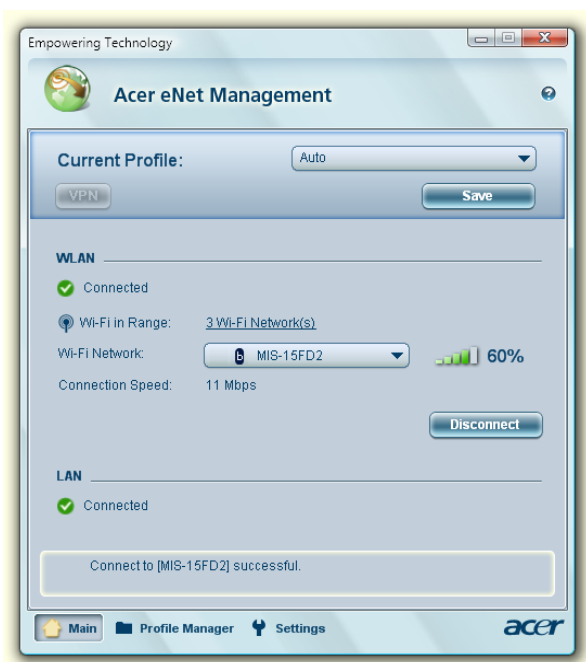 Empowering Technology
Acer eNet Management
Current Profile: Auto
VPN Save
WLAN
Connected
Wi-Fi in Range: 3 Wi-Fi Network(s)
Wi-Fi Network: b MIS-15FD2 60%
Connection Speed: 11 Mbps
Disconnect
LAN
Connected
Connect to [MIS-15FD2] successful.
Main Profile Manager Settings acer